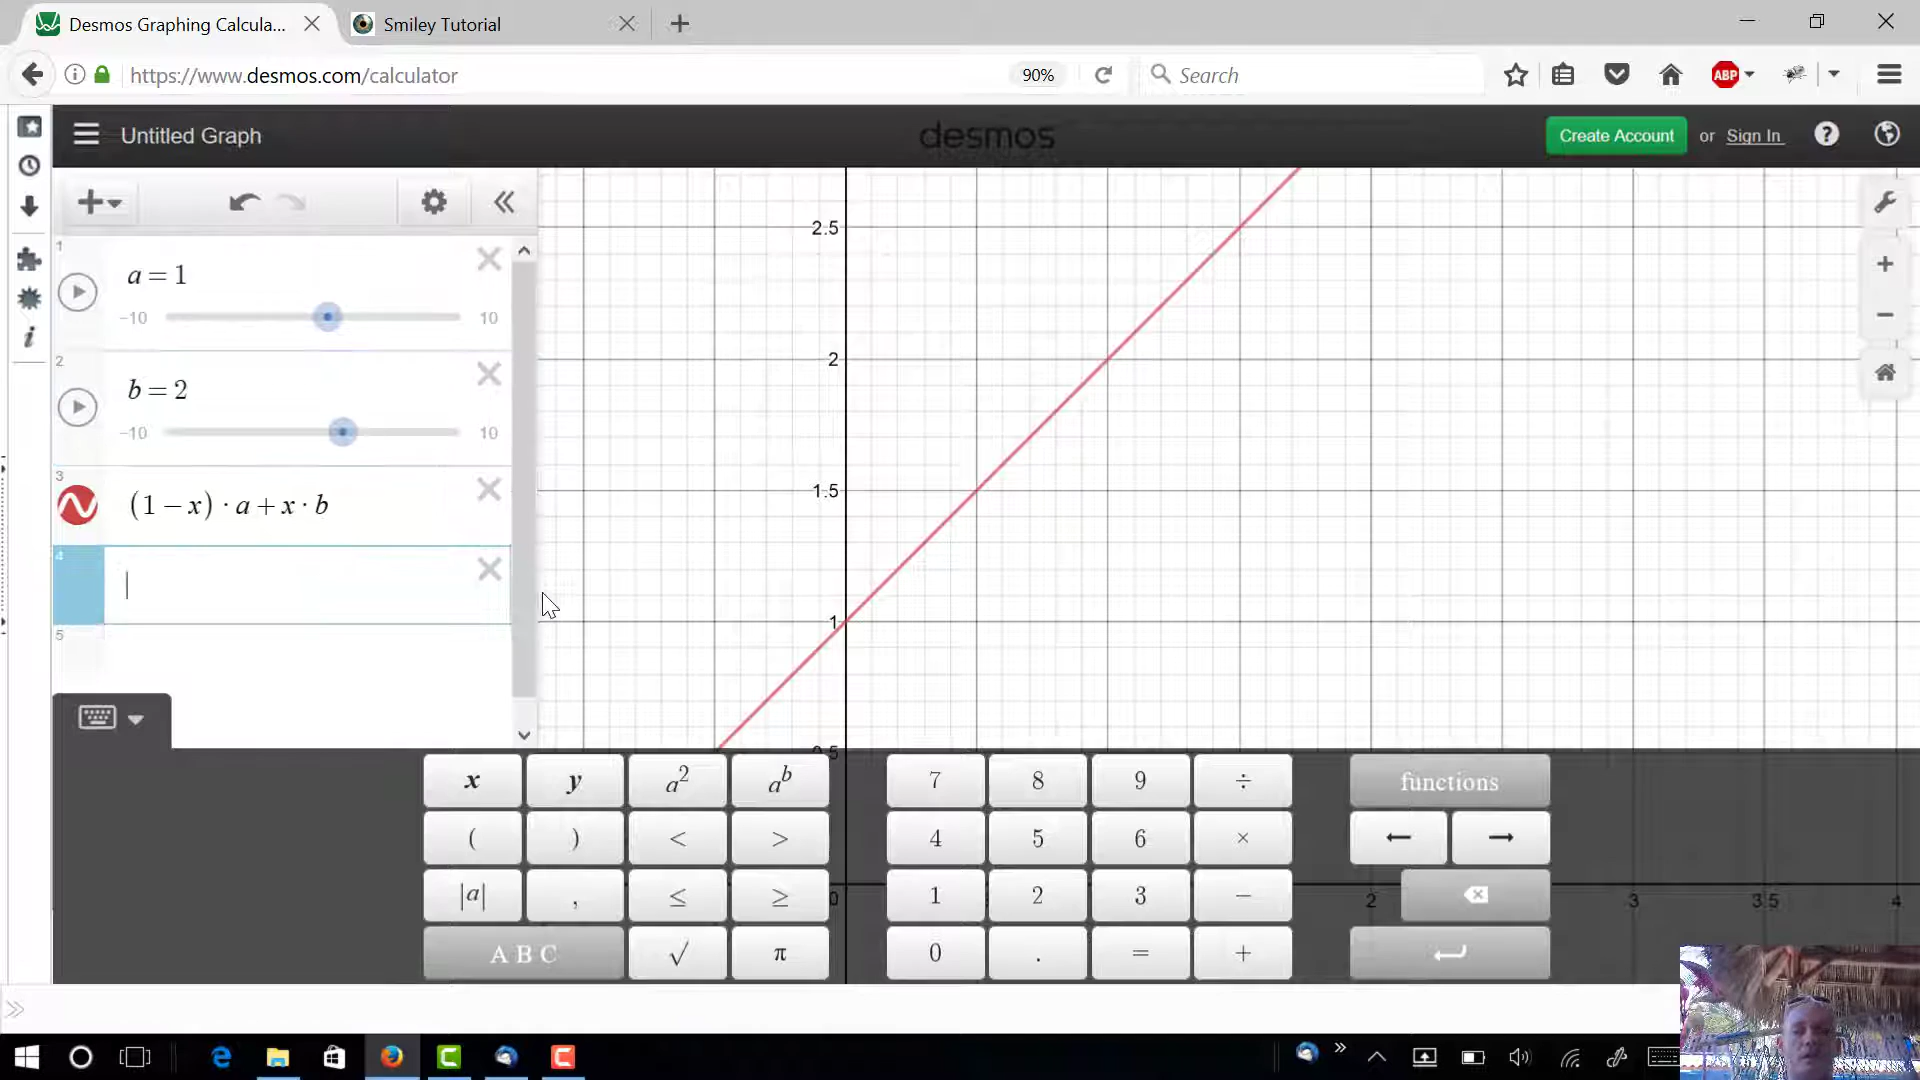 Desmos Graphing Calcula...
Smiley Tutorial
https://www.desmos.com/calculator
90%
Search
ABP
Untitled Graph
desmos
Create Account or Sign In
?
1
a = 1
-10 10
2
b = 2
-10 10
3
(1 − x) · a + x · b
4
5
2.5
2
1.5
1
0.5
0
2
3
3.5
4
x y a² aᵇ 7 8 9 ÷ functions
( ) < > 4 5 6 × ← →
|a| , ≤ ≥ 1 2 3 −
A B C √ π 0 . = +